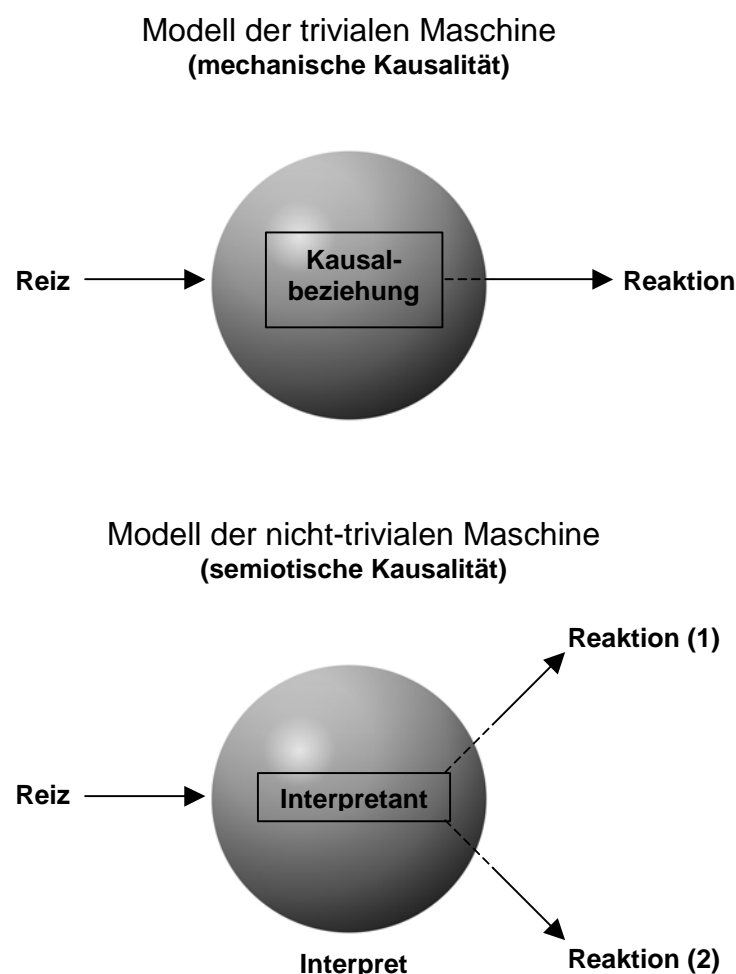 Modell der trivialen Maschine
(mechanische Kausalität)
Reiz
Kausal-
beziehung
Reaktion
Modell der nicht-trivialen Maschine
(semiotische Kausalität)
Reaktion (1)
Reiz
Interpretant
Reaktion (2)
Interpret